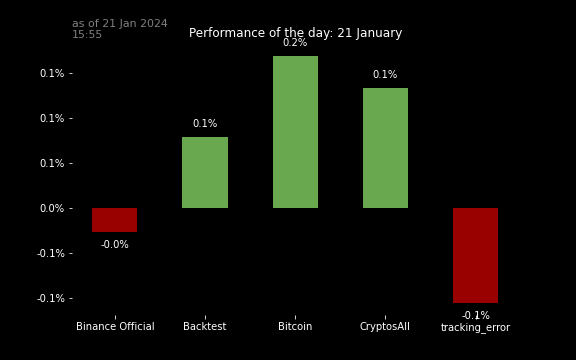 as of 21 Jan 2024
15:55
Performance of the day: 21 January
0.2%
0.1%
0.1%
0.1%
0.1%
0.1%
0.0%
-0.0%
-0.1%
-0.1%
-0.1%
Binance Official
Backtest
Bitcoin
CryptosAll
tracking_error